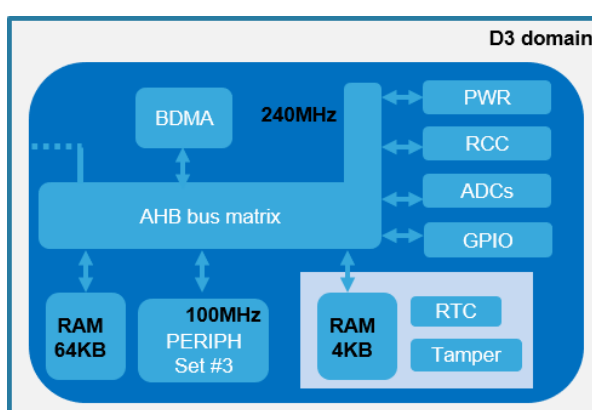 D3 domain
BDMA
240MHz
PWR
RCC
ADCs
GPIO
AHB bus matrix
RAM
64KB
100MHz
PERIPH
Set #3
RAM
4KB
RTC
Tamper